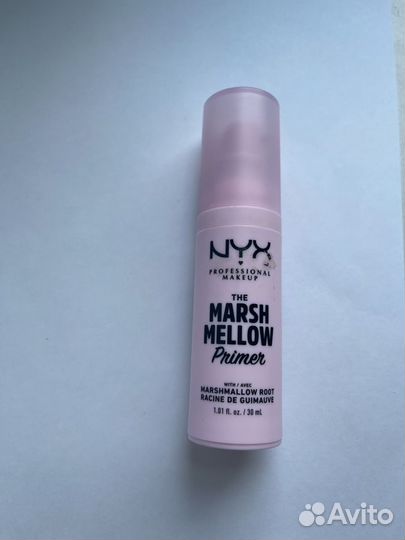 NYX
PROFESSIONAL
MAKEUP
THE
MARSH
MELLOW
Primer
WITH / AVEC
MARSHMALLOW ROOT
RACINE DE GUIMAUVE
1.01 fl. oz. / 30 mL
Avito